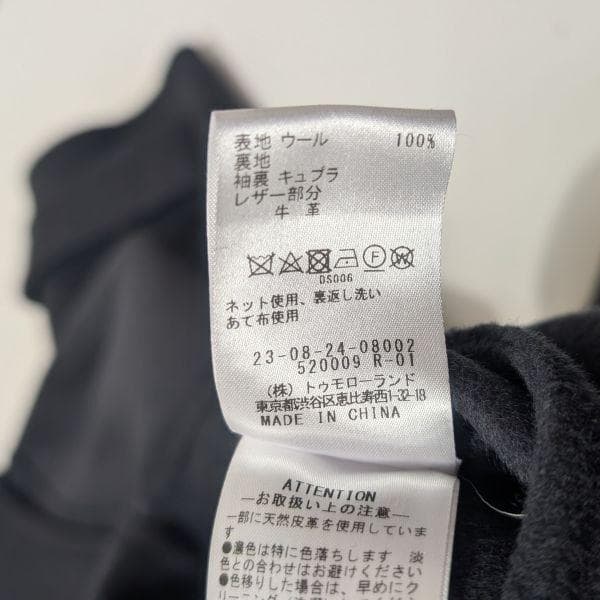 表地 ウール 100%
裏地
袖裏 キュプラ
レザー部分
牛 革
F W
DS006
ネット使用、裏返し洗い
あて布使用
23-08-24-08002
520009 R-01
(株) トゥモローランド
東京都渋谷区恵比寿西1-32-18
MADE IN CHINA
ATTENTION
―お取扱い上の注意―
一部に天然皮革を使用していま
す
●濃色は特に色落ちします 淡
色との合わせはお避けください
●色移りした場合は、早めにク
リーニング